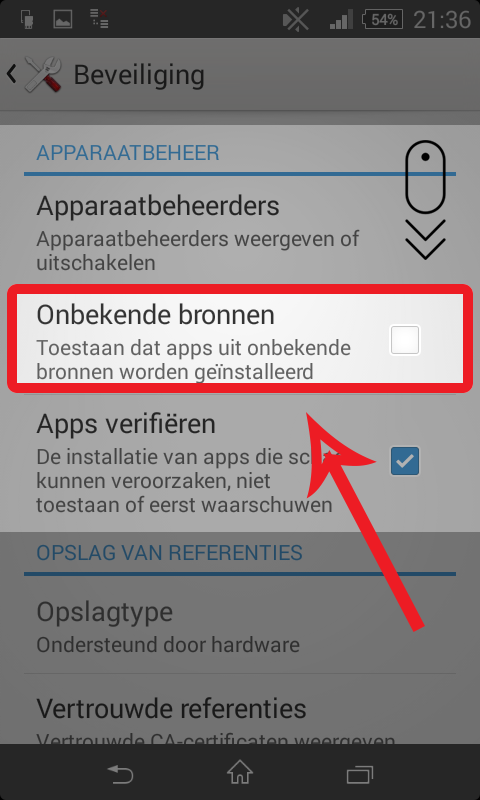 54% 21:36
Beveiliging
APPARAATBEHEER
Apparaatbeheerders
Apparaatbeheerders weergeven of
uitschakelen
Onbekende bronnen
Toestaan dat apps uit onbekende
bronnen worden geïnstalleerd
Apps verifiëren
De installatie van apps die
kunnen veroorzaken, niet
toestaan of eerst waarschuwen
OPSLAG VAN REFERENTIES
Opslagtype
Ondersteund door hardware
Vertrouwde referenties
Vertrouwde CA-certificaten weergeven